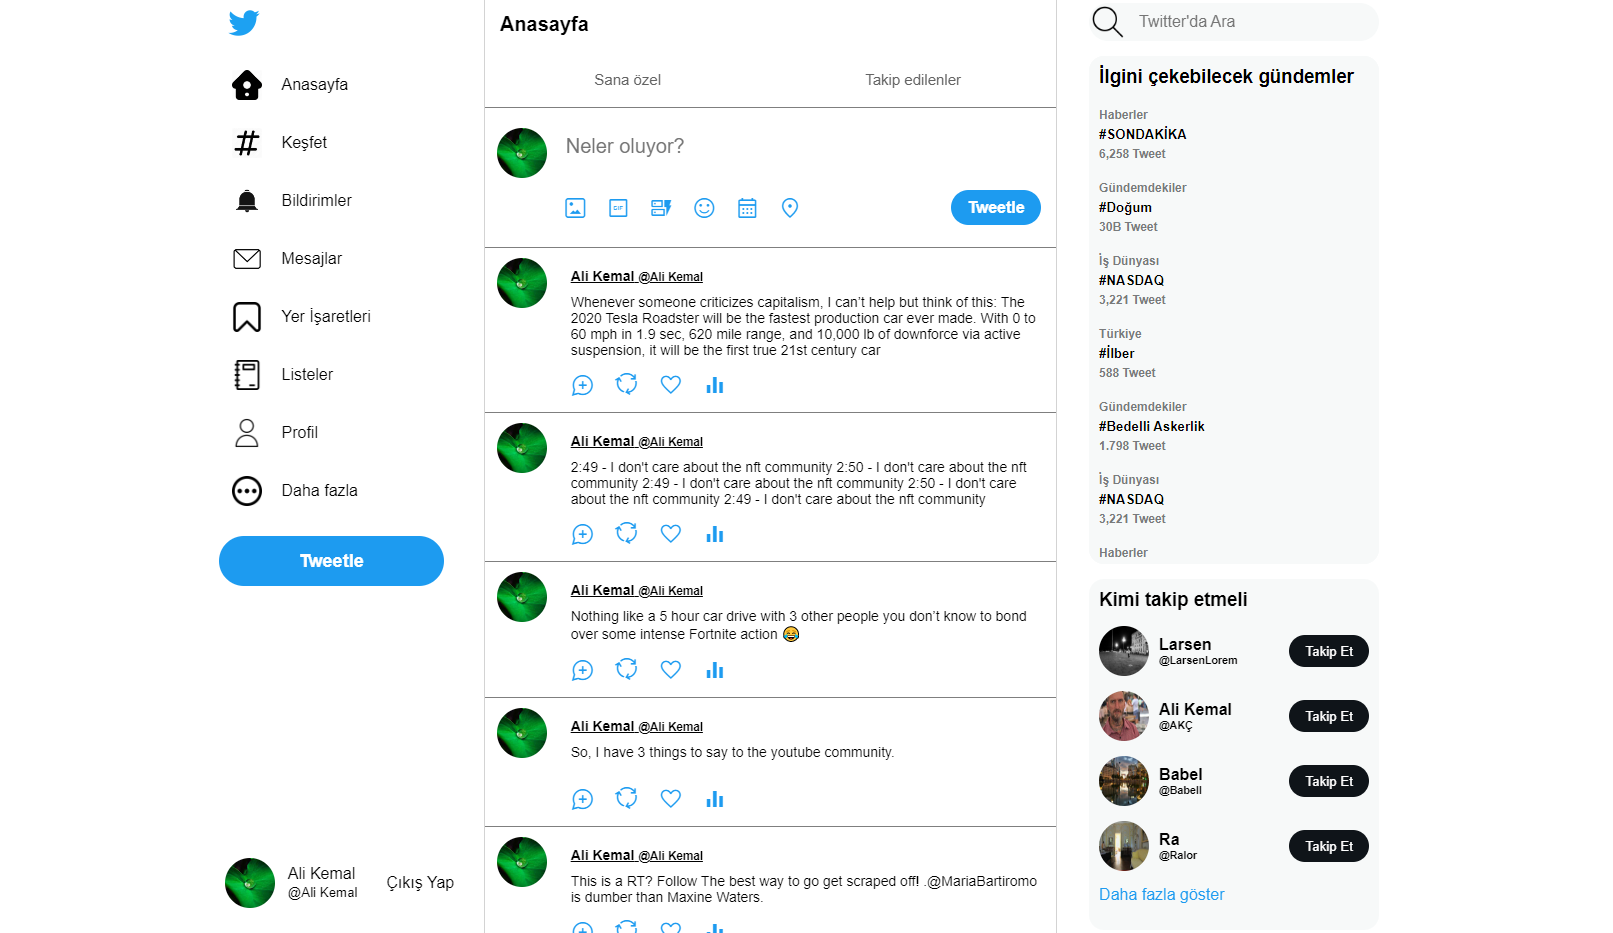 Anasayfa
Keşfet
Bildirimler
Mesajlar
Yer İşaretleri
Listeler
Profil
Daha fazla
Tweetle
Ali Kemal
@Ali Kemal
Çıkış Yap
Anasayfa
Sana özel
Takip edilenler
Neler oluyor?
GIF
Tweetle
Ali Kemal @Ali Kemal
Whenever someone criticizes capitalism, I can’t help but think of this: The
2020 Tesla Roadster will be the fastest production car ever made. With 0 to
60 mph in 1.9 sec, 620 mile range, and 10,000 lb of downforce via active
suspension, it will be the first true 21st century car
Ali Kemal @Ali Kemal
2:49 - I don't care about the nft community 2:50 - I don't care about the nft
community 2:49 - I don't care about the nft community 2:50 - I don't care
about the nft community 2:49 - I don't care about the nft community
Ali Kemal @Ali Kemal
Nothing like a 5 hour car drive with 3 other people you don’t know to bond
over some intense Fortnite action 😂
Ali Kemal @Ali Kemal
So, I have 3 things to say to the youtube community.
Ali Kemal @Ali Kemal
This is a RT? Follow The best way to go get scraped off! .@MariaBartiromo
is dumber than Maxine Waters.
Twitter'da Ara
İlgini çekebilecek gündemler
Haberler
#SONDAKİKA
6,258 Tweet
Gündemdekiler
#Doğum
30B Tweet
İş Dünyası
#NASDAQ
3,221 Tweet
Türkiye
#İlber
588 Tweet
Gündemdekiler
#Bedelli Askerlik
1.798 Tweet
İş Dünyası
#NASDAQ
3,221 Tweet
Haberler
Kimi takip etmeli
Larsen
@LarsenLorem
Takip Et
Ali Kemal
@AKÇ
Takip Et
Babel
@Babell
Takip Et
Ra
@Ralor
Takip Et
Daha fazla göster